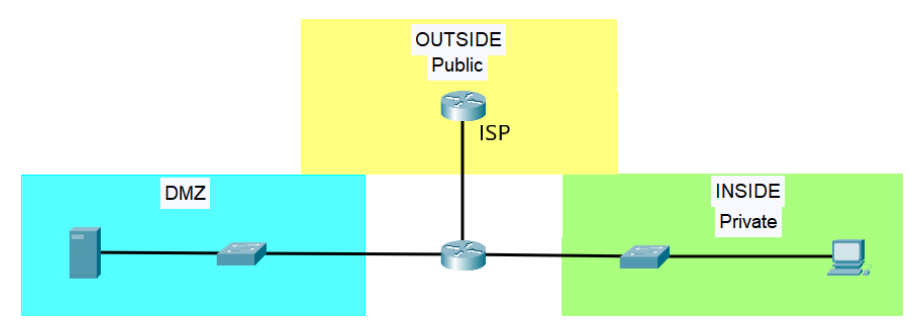 OUTSIDE
Public
ISP
DMZ
INSIDE
Private